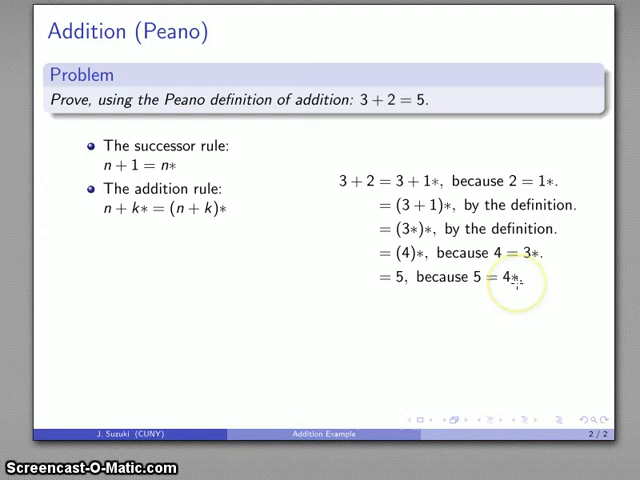 Addition (Peano)
Problem
Prove, using the Peano definition of addition: 3 + 2 = 5.
The successor rule:
n + 1 = n∗
The addition rule:
n + k∗ = (n + k)∗
3 + 2 = 3 + 1∗, because 2 = 1∗.
= (3 + 1)∗, by the definition.
= (3∗)∗, by the definition.
= (4)∗, because 4 = 3∗.
= 5, because 5 = 4∗.
J. Suzuki (CUNY)
Addition Example
2 / 2
Screencast-O-Matic.com